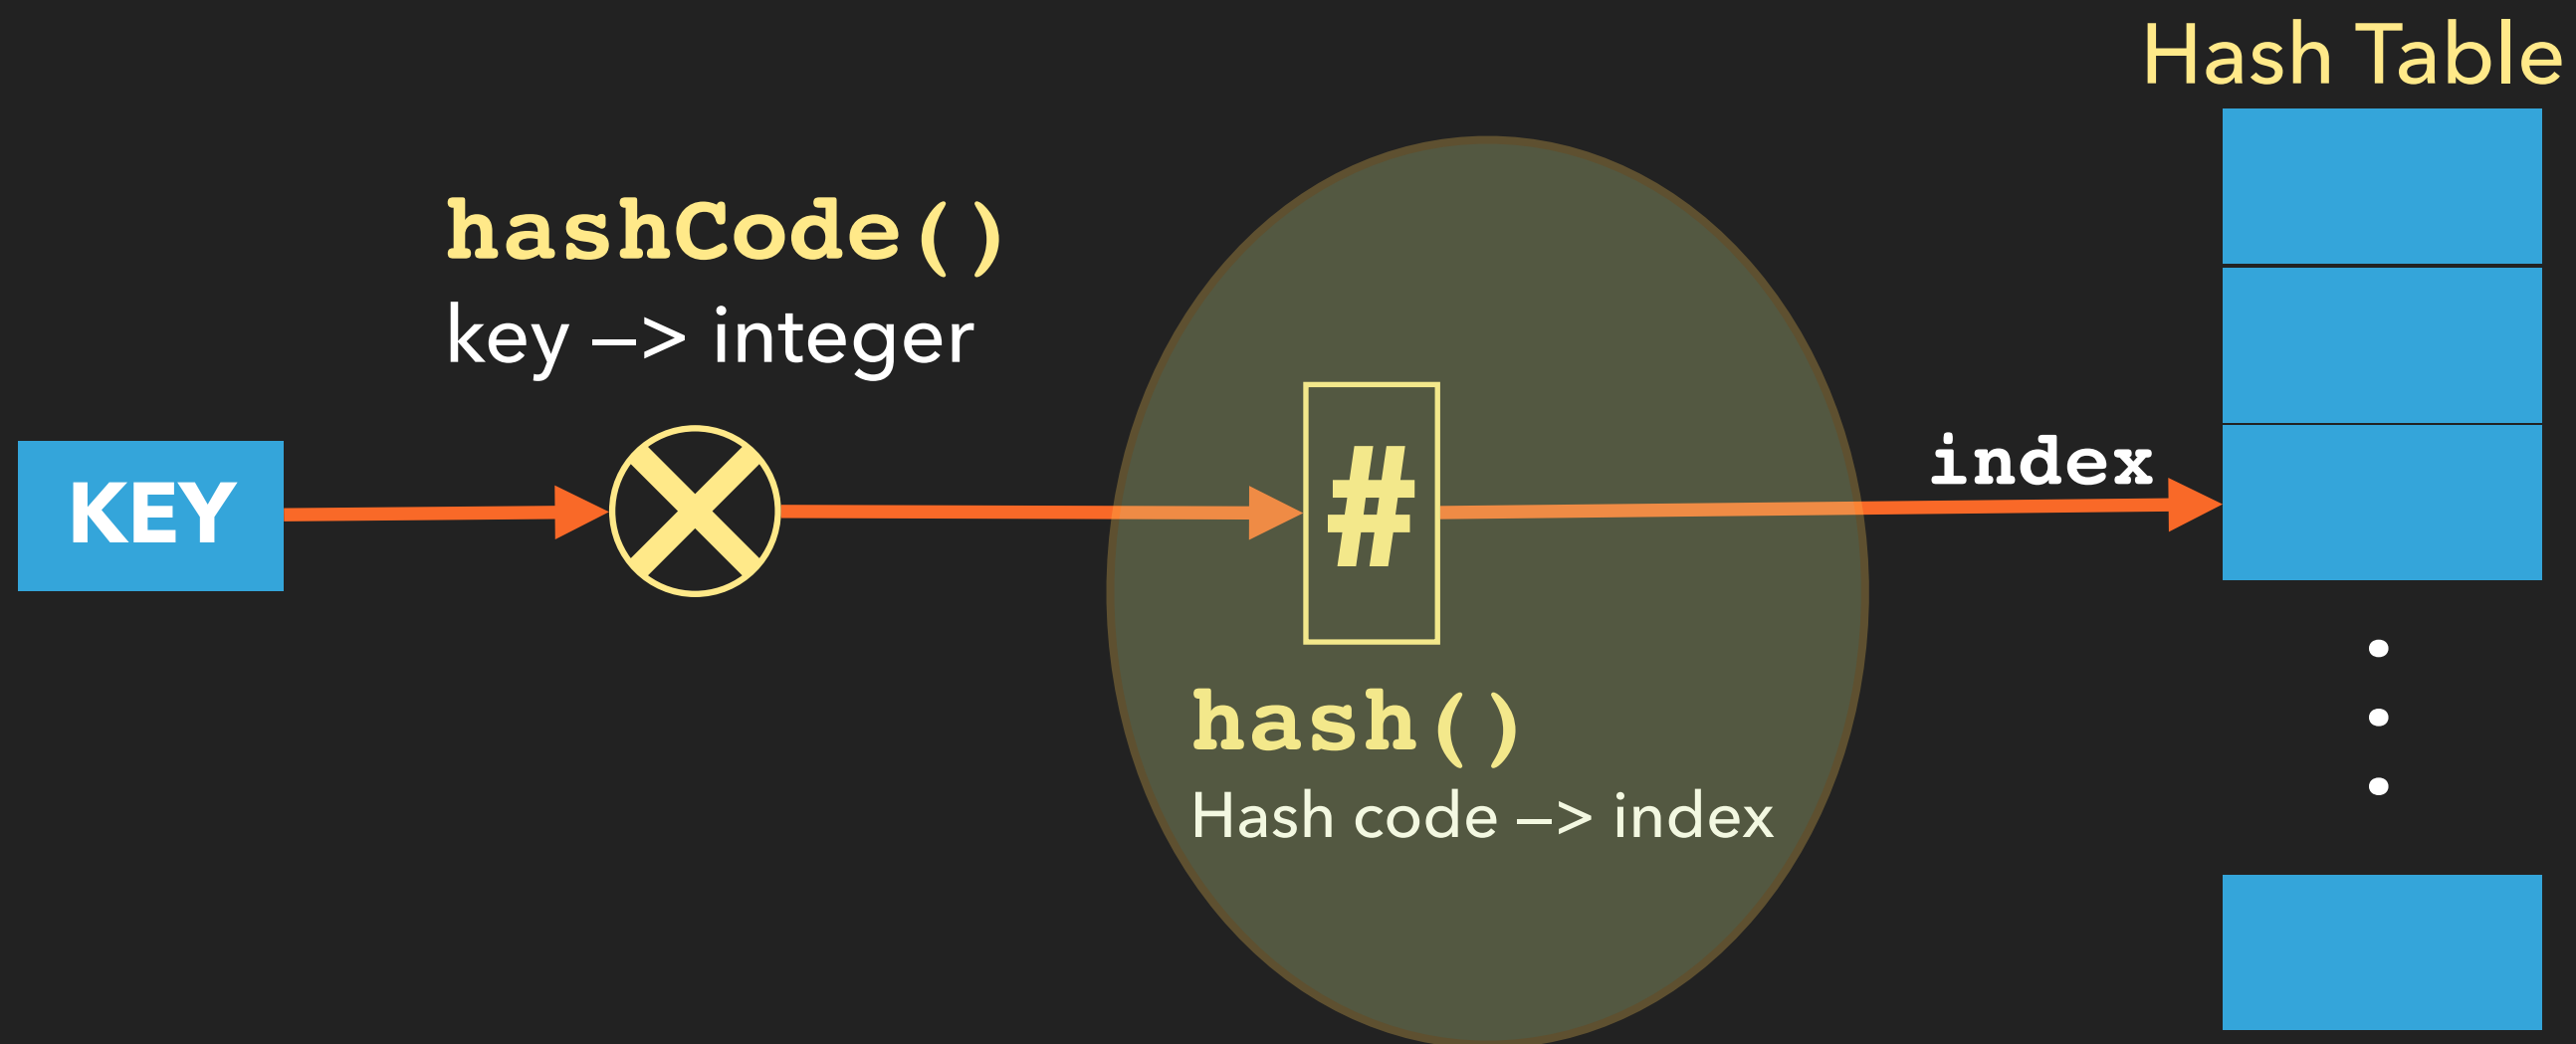 Hash Table
hashCode()
key —> integer
KEY
#
index
hash()
Hash code —> index